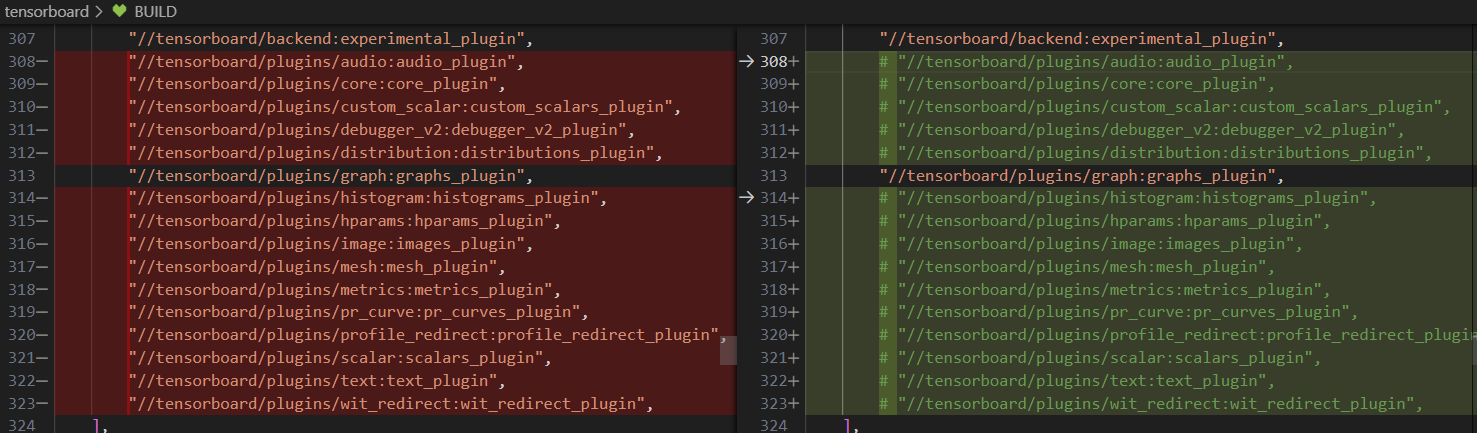 tensorboard > BUILD
307 "//tensorboard/backend:experimental_plugin",
308– "//tensorboard/plugins/audio:audio_plugin",
309– "//tensorboard/plugins/core:core_plugin",
310– "//tensorboard/plugins/custom_scalar:custom_scalars_plugin",
311– "//tensorboard/plugins/debugger_v2:debugger_v2_plugin",
312– "//tensorboard/plugins/distribution:distributions_plugin",
313 "//tensorboard/plugins/graph:graphs_plugin",
314– "//tensorboard/plugins/histogram:histograms_plugin",
315– "//tensorboard/plugins/hparams:hparams_plugin",
316– "//tensorboard/plugins/image:images_plugin",
317– "//tensorboard/plugins/mesh:mesh_plugin",
318– "//tensorboard/plugins/metrics:metrics_plugin",
319– "//tensorboard/plugins/pr_curve:pr_curves_plugin",
320– "//tensorboard/plugins/profile_redirect:profile_redirect_plugin",
321– "//tensorboard/plugins/scalar:scalars_plugin",
322– "//tensorboard/plugins/text:text_plugin",
323– "//tensorboard/plugins/wit_redirect:wit_redirect_plugin",
324 ],
307 "//tensorboard/backend:experimental_plugin",
308+ # "//tensorboard/plugins/audio:audio_plugin",
309+ # "//tensorboard/plugins/core:core_plugin",
310+ # "//tensorboard/plugins/custom_scalar:custom_scalars_plugin",
311+ # "//tensorboard/plugins/debugger_v2:debugger_v2_plugin",
312+ # "//tensorboard/plugins/distribution:distributions_plugin",
313 "//tensorboard/plugins/graph:graphs_plugin",
314+ # "//tensorboard/plugins/histogram:histograms_plugin",
315+ # "//tensorboard/plugins/hparams:hparams_plugin",
316+ # "//tensorboard/plugins/image:images_plugin",
317+ # "//tensorboard/plugins/mesh:mesh_plugin",
318+ # "//tensorboard/plugins/metrics:metrics_plugin",
319+ # "//tensorboard/plugins/pr_curve:pr_curves_plugin",
320+ # "//tensorboard/plugins/profile_redirect:profile_redirect_plugin
321+ # "//tensorboard/plugins/scalar:scalars_plugin",
322+ # "//tensorboard/plugins/text:text_plugin",
323+ # "//tensorboard/plugins/wit_redirect:wit_redirect_plugin",
324 ],